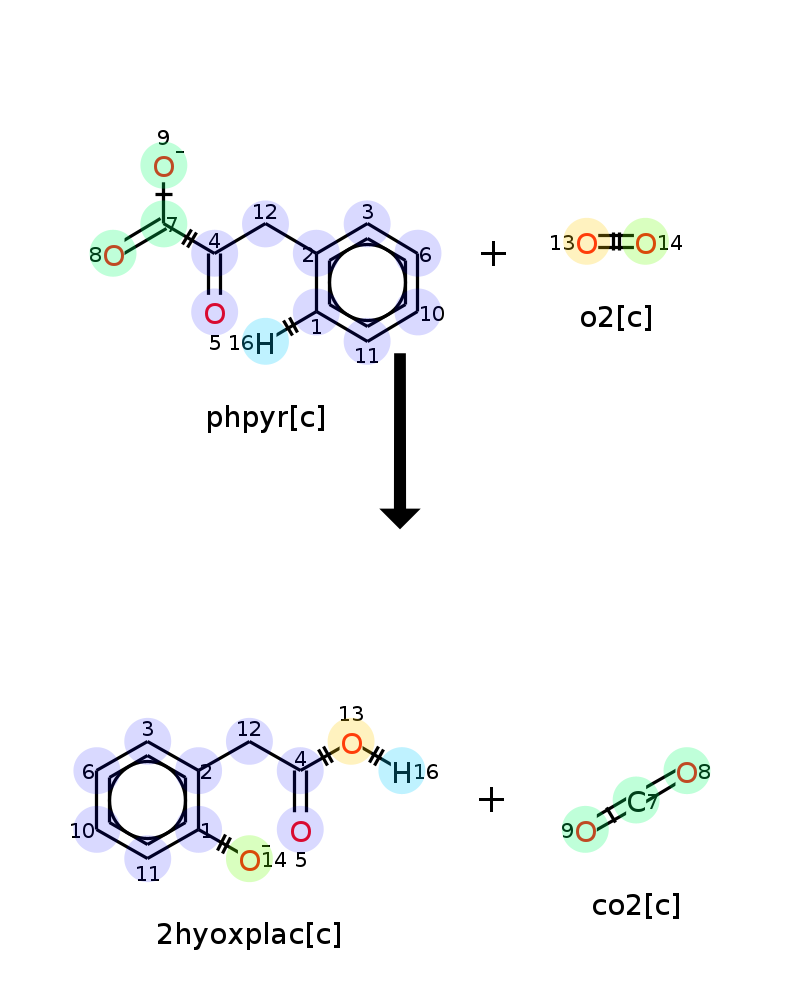 9
O -
7 12 3
4
8 O 2 6 + 13 O O 14
O 1 10
5 16 H 11
o2[c]
phpyr[c]
13
3 12 O
4
6 2 H 16 O 8
10 1 + C 7
O - 14 O 5 9 O
11
2hyoxplac[c]
co2[c]